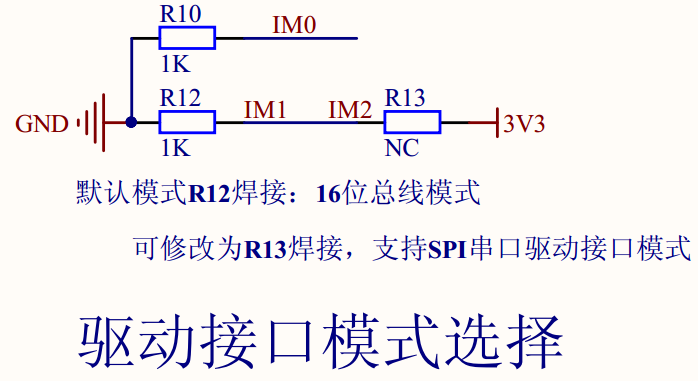 R10
IM0
1K
R12
IM1
IM2
R13
GND
3V3
1K
NC
默认模式R12焊接：16位总线模式
可修改为R13焊接，支持SPI串口驱动接口模式
驱动接口模式选择